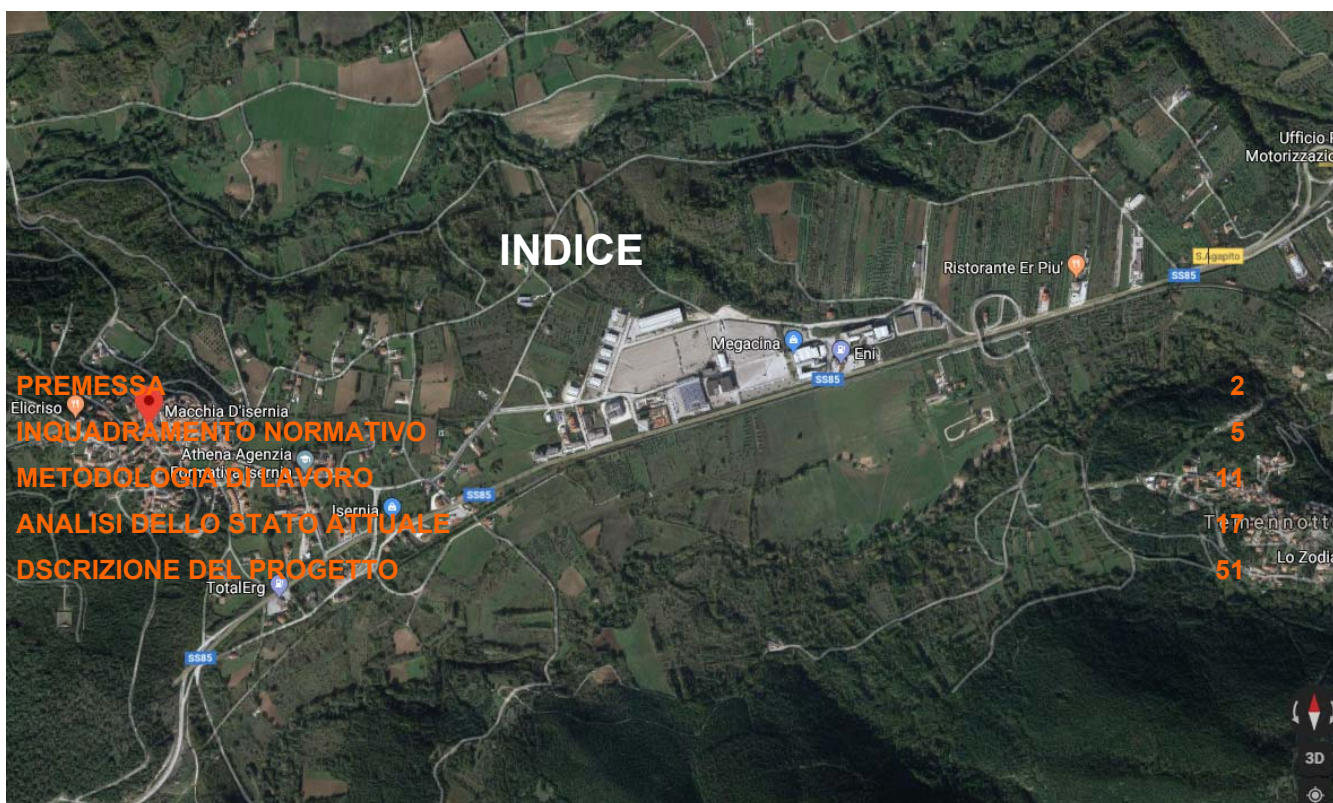 Ufficio
Motorizzazio
INDICE
S.Agapito
SS85
Ristorante Er Piu'
Megacina
Eni
SS85
PREMESSA 2
Elicriso
Macchia D'isernia
INQUADRAMENTO NORMATIVO 5
Athena Agenzia
Formativa Isernia
METODOLOGIA DI LAVORO 11
SS85
Isernia
ANALISI DELLO STATO ATTUALE 17
Temennotte
Lo Zodia
DSCRIZIONE DEL PROGETTO 51
TotalErg
SS85
3D